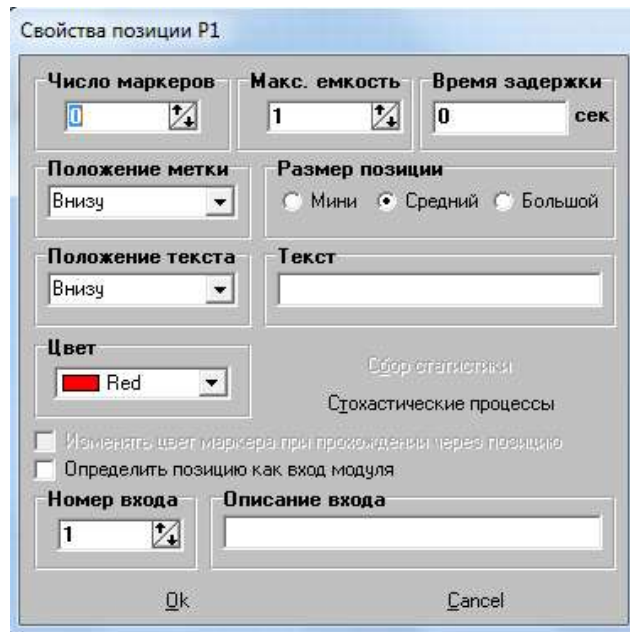 Свойства позиции P1
Число маркеров Макс. емкость Время задержки
0 1 0 сек
Положение метки Размер позиции
Внизу Мини Средний Большой
Положение текста Текст
Внизу
Цвет
Red
Сбор статистики
Стохастические процессы
Изменять цвет маркера при прохождении через позицию
Определить позицию как вход модуля
Номер входа Описание входа
1
Ok Cancel